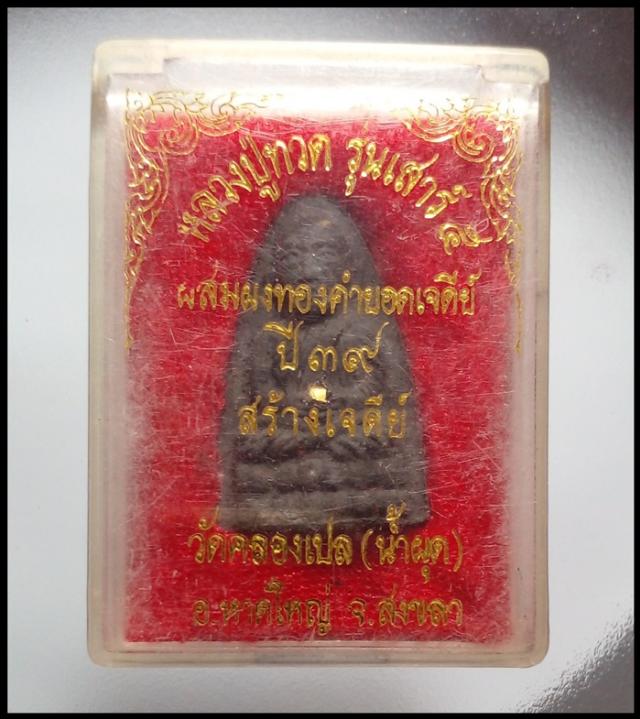 หลวงปู่ทวด รุ่นเสาร์ ๕
ผสมผงทองคำยอดเจดีย์
ปี ๓๙
สร้างเจดีย์
วัดคลองเปล (น้ำผุด)
อ.หาดใหญ่ จ.สงขลา